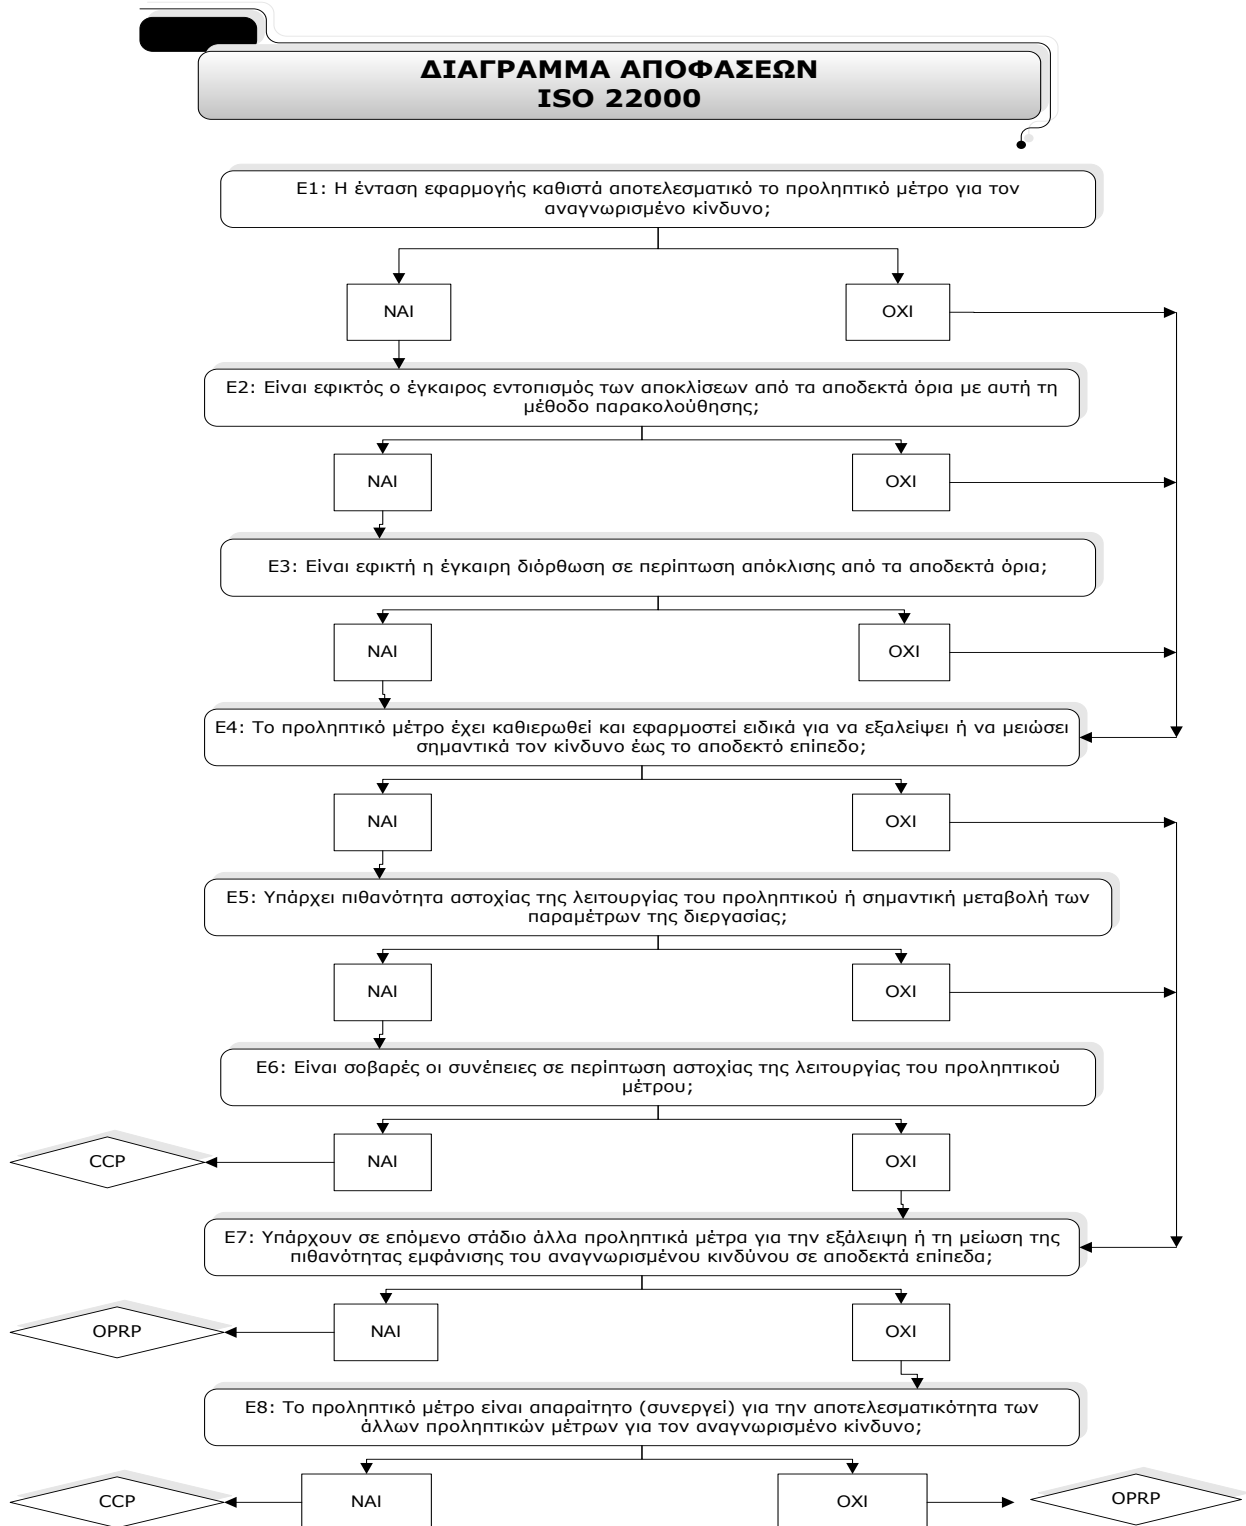 ΔΙΑΓΡΑΜΜΑ ΑΠΟΦΑΣΕΩΝ
ISO 22000
Ε1: Η ένταση εφαρμογής καθιστά αποτελεσματικό το προληπτικό μέτρο για τον
αναγνωρισμένο κίνδυνο;
ΝΑΙ
ΟΧΙ
Ε2: Είναι εφικτός ο έγκαιρος εντοπισμός των αποκλίσεων από τα αποδεκτά όρια με αυτή τη
μέθοδο παρακολούθησης;
ΝΑΙ
ΟΧΙ
Ε3: Είναι εφικτή η έγκαιρη διόρθωση σε περίπτωση απόκλισης από τα αποδεκτά όρια;
ΝΑΙ
ΟΧΙ
Ε4: Το προληπτικό μέτρο έχει καθιερωθεί και εφαρμοστεί ειδικά για να εξαλείψει ή να μειώσει
σημαντικά τον κίνδυνο έως το αποδεκτό επίπεδο;
ΝΑΙ
ΟΧΙ
Ε5: Υπάρχει πιθανότητα αστοχίας της λειτουργίας του προληπτικού ή σημαντική μεταβολή των
παραμέτρων της διεργασίας;
ΝΑΙ
ΟΧΙ
Ε6: Είναι σοβαρές οι συνέπειες σε περίπτωση αστοχίας της λειτουργίας του προληπτικού
μέτρου;
CCP
ΝΑΙ
ΟΧΙ
Ε7: Υπάρχουν σε επόμενο στάδιο άλλα προληπτικά μέτρα για την εξάλειψη ή τη μείωση της
πιθανότητας εμφάνισης του αναγνωρισμένου κινδύνου σε αποδεκτά επίπεδα;
OPRP
ΝΑΙ
ΟΧΙ
Ε8: Το προληπτικό μέτρο είναι απαραίτητο (συνεργεί) για την αποτελεσματικότητα των
άλλων προληπτικών μέτρων για τον αναγνωρισμένο κίνδυνο;
CCP
ΝΑΙ
ΟΧΙ
OPRP